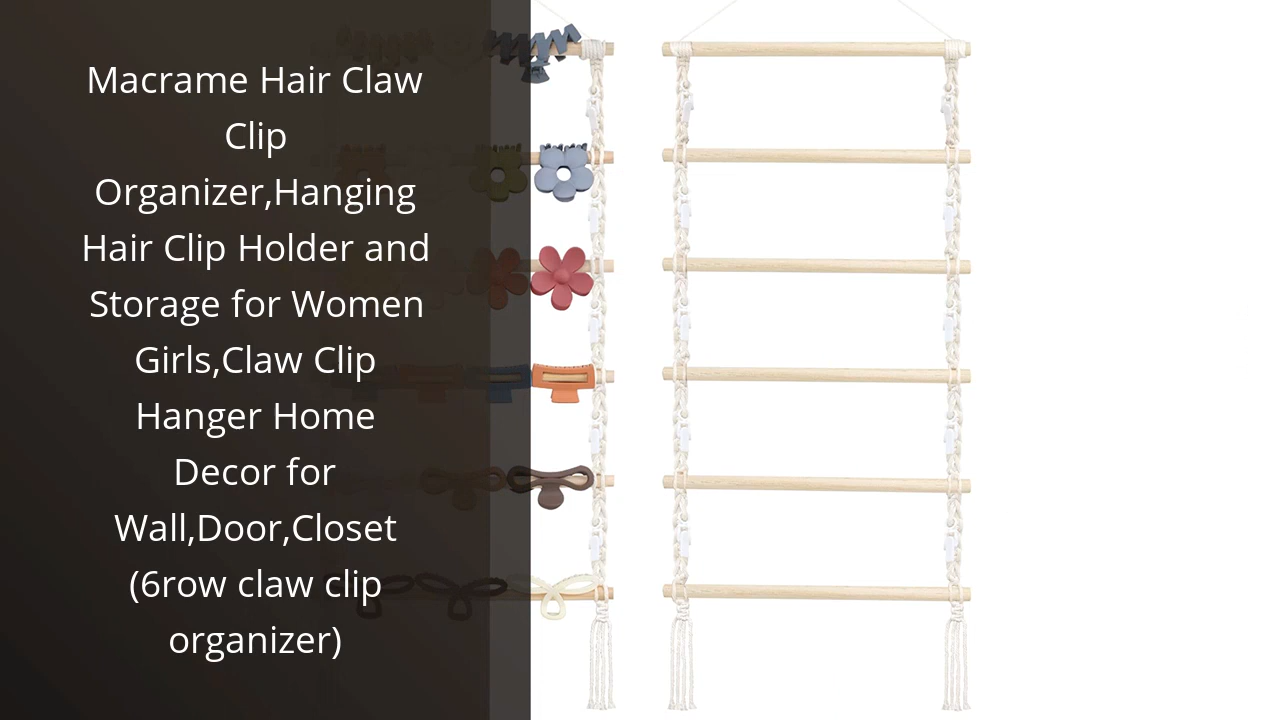 Macrame Hair Claw
Clip
Organizer,Hanging
Hair Clip Holder and
Storage for Women
Girls,Claw Clip
Hanger Home
Decor for
Wall,Door,Closet
(6row claw clip
organizer)